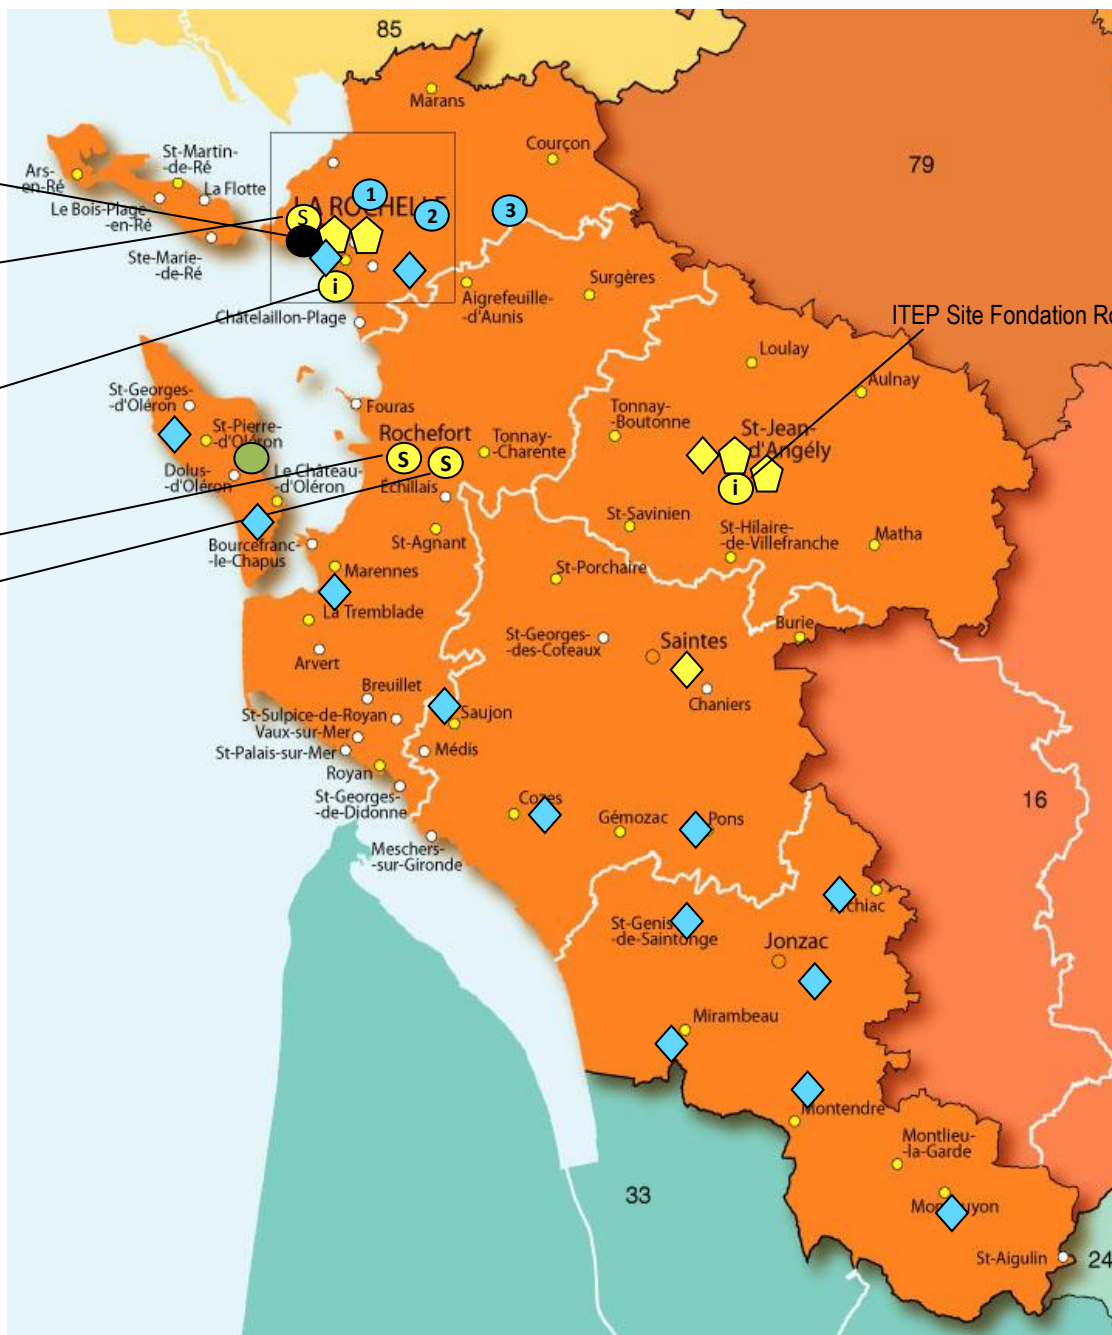 85
Marans
Courçon
79
St-Martin-
-de-Ré
Ars-
-en-Ré
La Flotte
Le Bois-Plage-
-en-Ré
Ste-Marie-
-de-Ré
LA ROCHELLE
1
2
3
S
i
Surgères
Aigrefeuille-
-d'Aunis
Châtelaillon-Plage
ITEP Site Fondation
Loulay
Aulnay
St-Georges-
-d'Oléron
Fouras
Tonnay-
-Boutonne
St-Jean-
-d'Angély
St-Pierre-
-d'Oléron
Rochefort
Tonnay-
-Charente
S
S
i
Dolus-
-d'Oléron
Le Château-
-d'Oléron
Échillais
St-Savinien
St-Hilaire-
-de-Villefranche
Matha
St-Agnant
Bourcefranc-
-le-Chapus
Marennes
St-Porchaire
La Tremblade
Burie
St-Georges-
-des-Coteaux
Saintes
Arvert
Chaniers
Breuillet
St-Sulpice-de-Royan
Saujon
Vaux-sur-Mer
St-Palais-sur-Mer
Médis
Royan
St-Georges-
-de-Didonne
Cozes
Gémozac
Pons
16
Meschers-
-sur-Gironde
Archiac
St-Genis-
-de-Saintonge
Jonzac
Mirambeau
Montendre
Montlieu-
-la-Garde
33
Montguyon
St-Aigulin
24